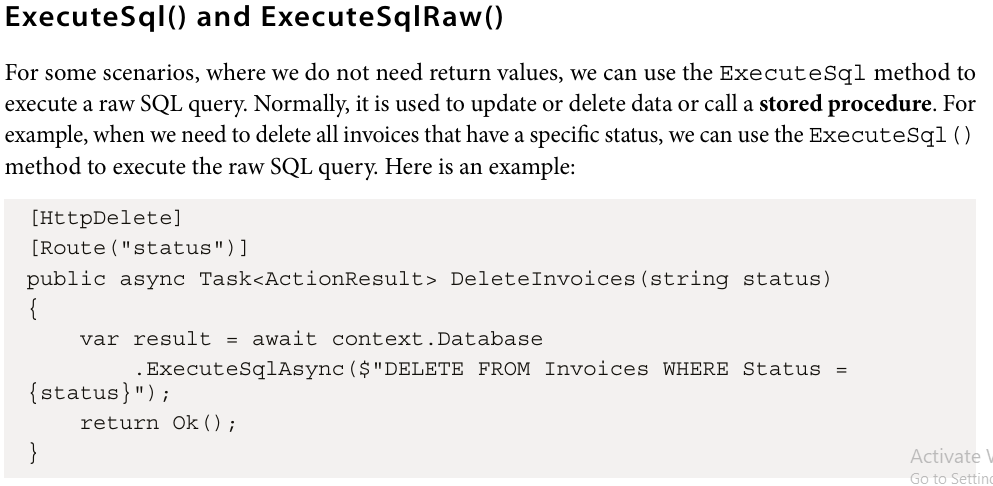 ExecuteSql() and ExecuteSqlRaw()
For some scenarios, where we do not need return values, we can use the ExecuteSql method to
execute a raw SQL query. Normally, it is used to update or delete data or call a stored procedure. For
example, when we need to delete all invoices that have a specific status, we can use the ExecuteSql()
method to execute the raw SQL query. Here is an example:
[HttpDelete]
[Route("status")]
public async Task<ActionResult> DeleteInvoices(string status)
{
    var result = await context.Database
        .ExecuteSqlAsync($"DELETE FROM Invoices WHERE Status =
{status}");
    return Ok();
}
Activate
Go to Setting